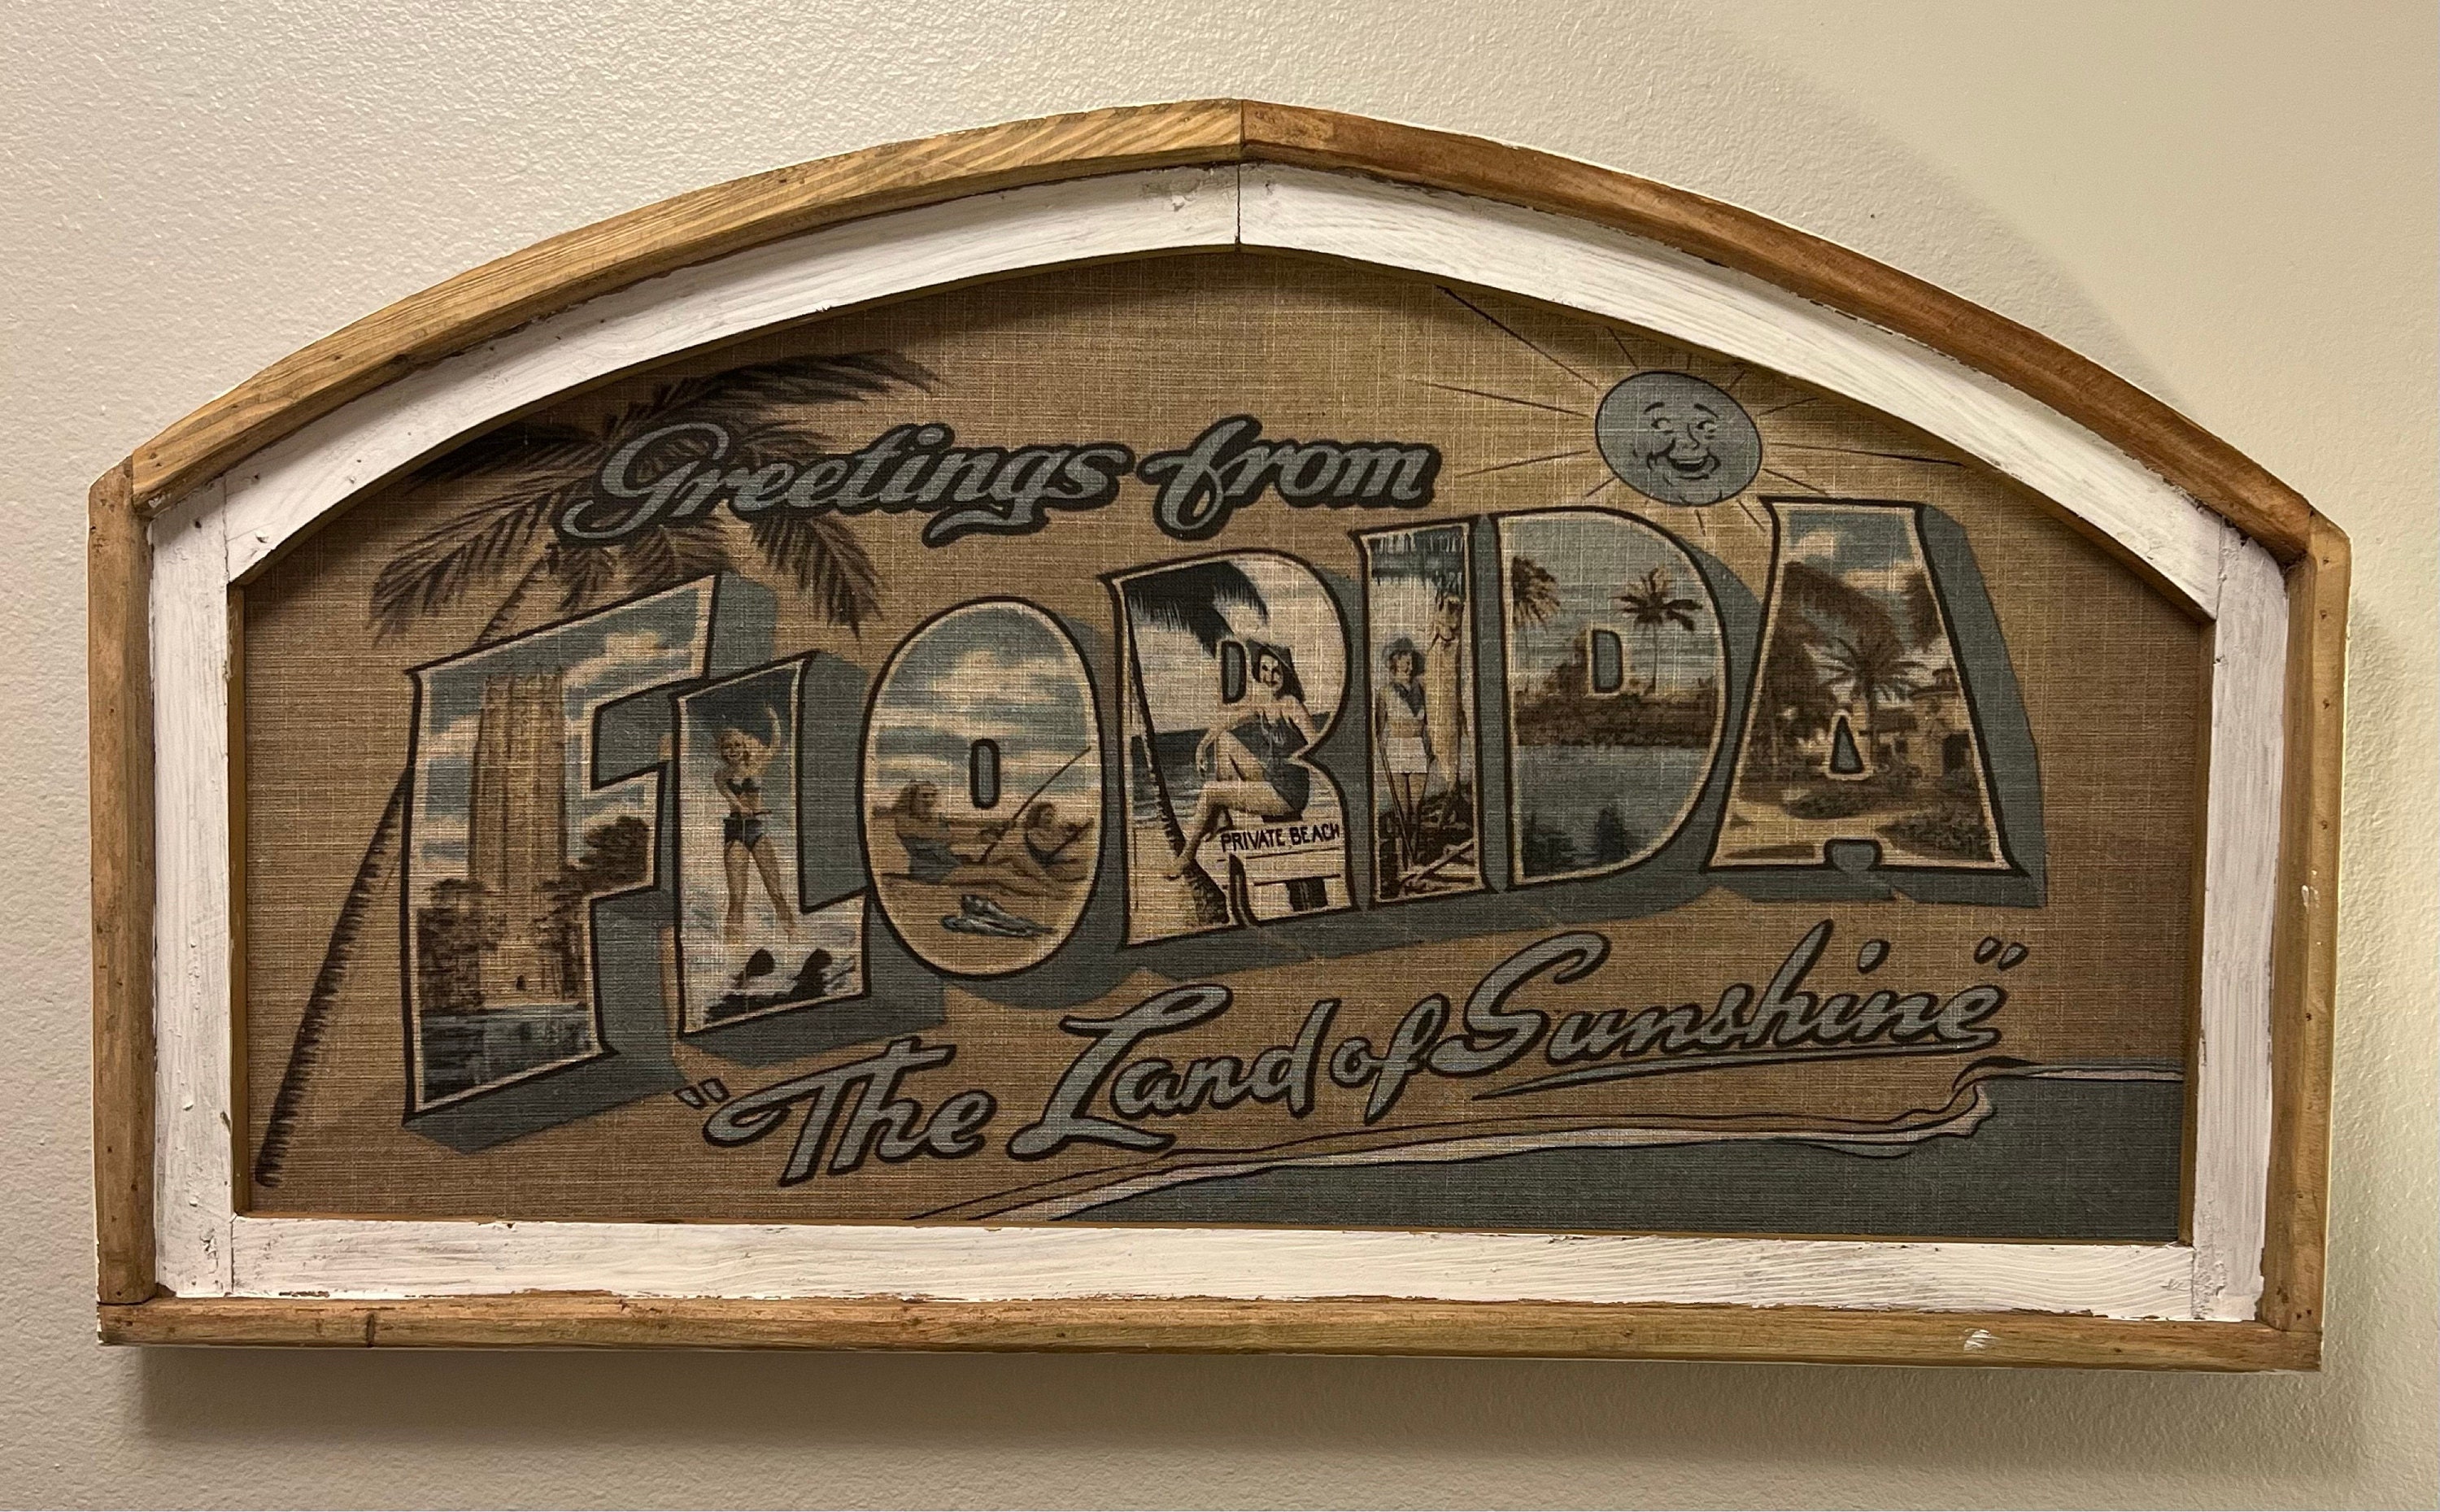 Greetings from
FLORIDA
PRIVATE BEACH
"The Land of Sunshine"